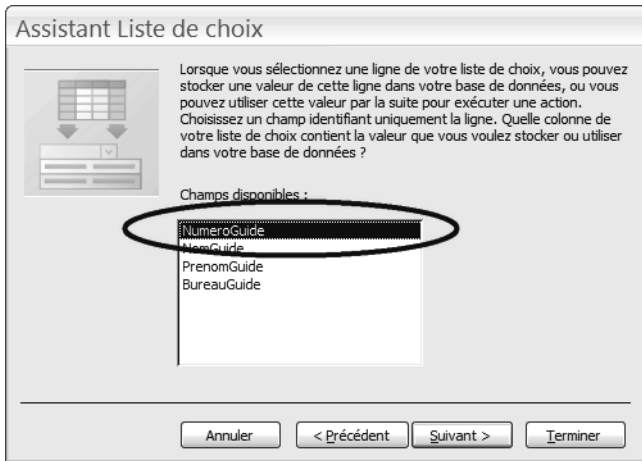 Assistant Liste de choix
Lorsque vous sélectionnez une ligne de votre liste de choix, vous pouvez
stocker une valeur de cette ligne dans votre base de données, ou vous
pouvez utiliser cette valeur par la suite pour exécuter une action.
Choisissez un champ identifiant uniquement la ligne. Quelle colonne de
votre liste de choix contient la valeur que vous voulez stocker ou utiliser
dans votre base de données ?
Champs disponibles :
NumeroGuide
NomGuide
PrenomGuide
BureauGuide
Annuler
< Précédent
Suivant >
Terminer